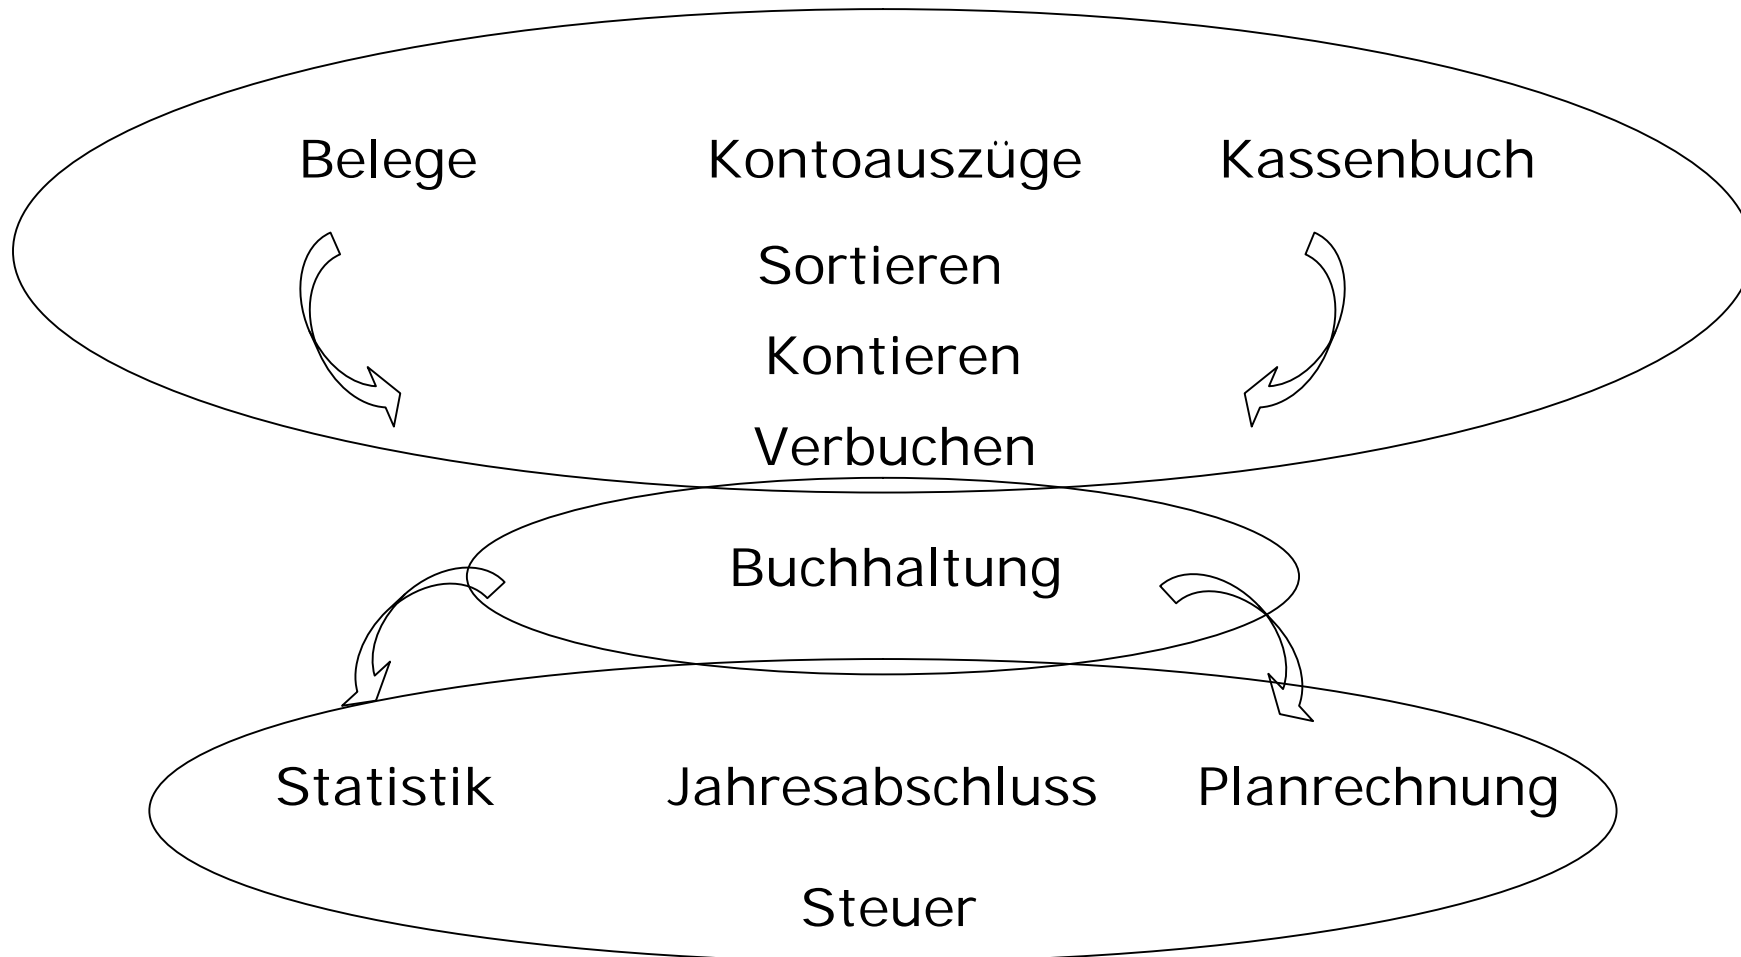 Belege Kontoauszüge Kassenbuch
Sortieren
Kontieren
Verbuchen
Buchhaltung
Statistik Jahresabschluss Planrechnung
Steuer